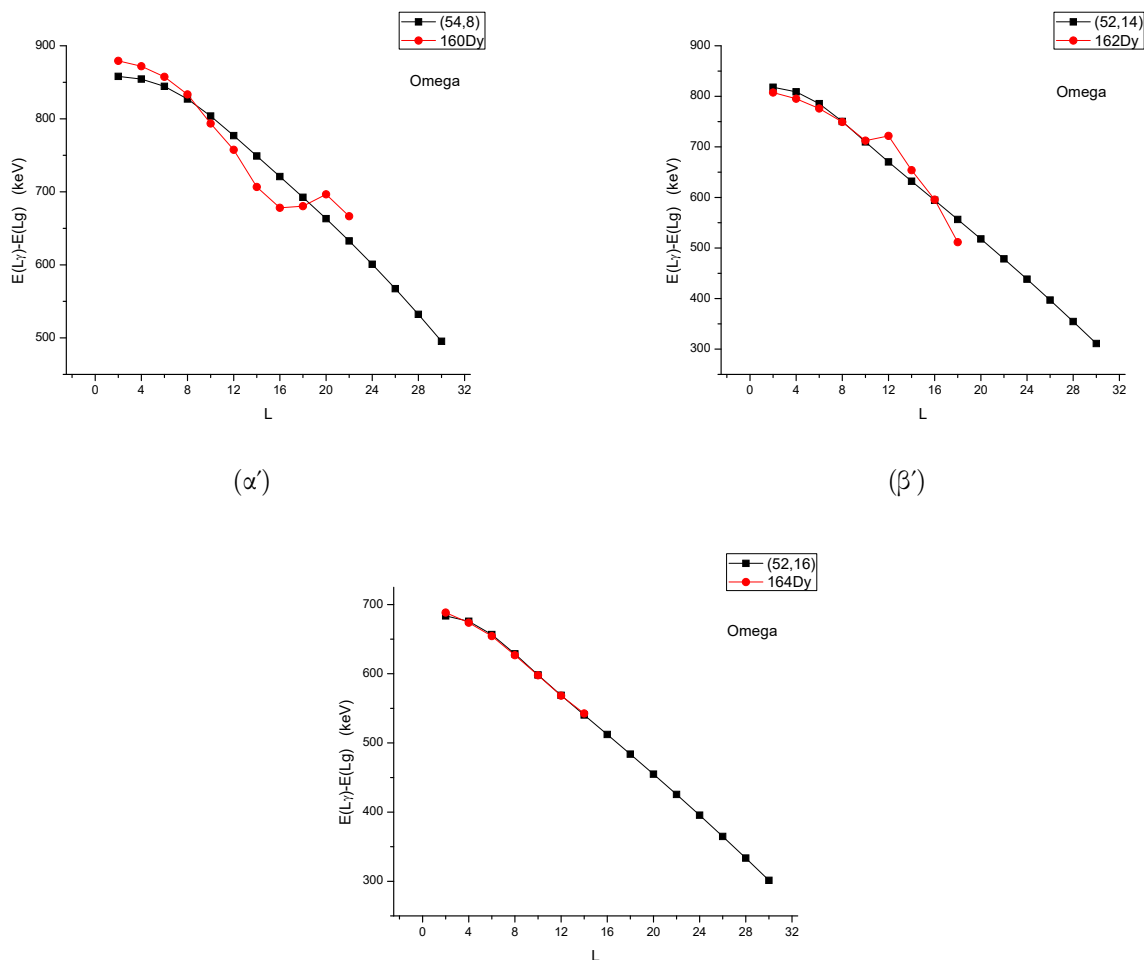 (54,8)
160Dy
Omega
900
800
700
600
500
E(Lγ)-E(Lg) (keV)
0 4 8 12 16 20 24 28 32
L
(α′)
(52,14)
162Dy
Omega
900
800
700
600
500
400
300
E(Lγ)-E(Lg) (keV)
0 4 8 12 16 20 24 28 32
L
(β′)
(52,16)
164Dy
Omega
700
600
500
400
300
E(Lγ)-E(Lg) (keV)
0 4 8 12 16 20 24 28 32
L